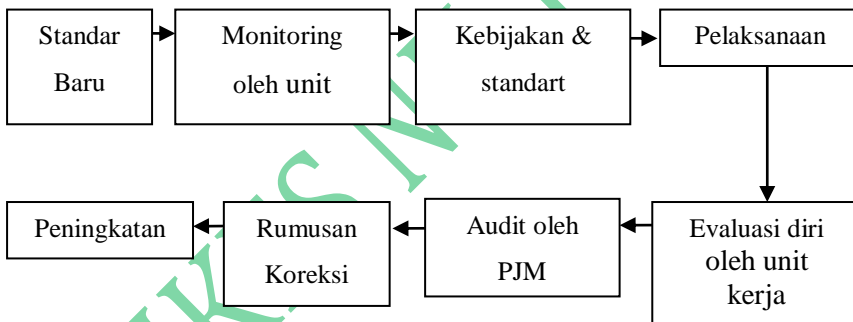 Standar
Baru
Monitoring
oleh unit
Kebijakan &
standart
Pelaksanaan
Peningkatan
Rumusan
Koreksi
Audit oleh
PJM
Evaluasi diri
oleh unit
kerja